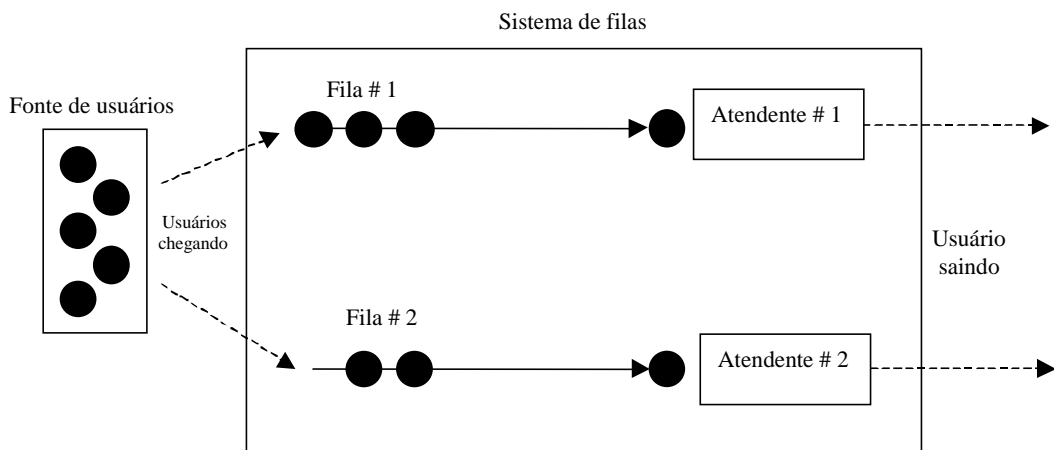 Sistema de filas
Fila # 1
Fonte de usuários
Atendente # 1
Usuários
chegando
Usuário
saindo
Fila # 2
Atendente # 2